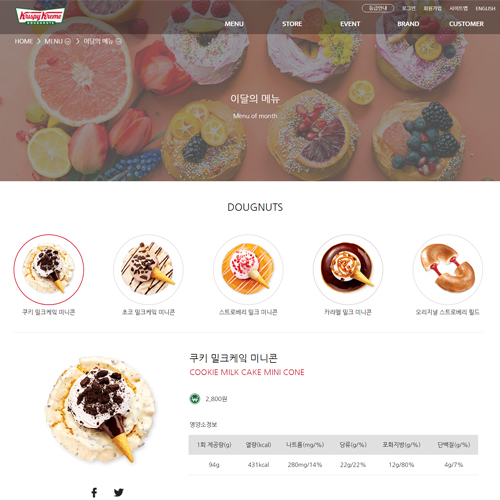 Krispy Kreme
DOUGHNUTS
등급안내 로그인 회원가입 사이트맵 ENGLISH
MENU STORE EVENT BRAND CUSTOMER
HOME > MENU > 이달의 메뉴
이달의 메뉴
Menu of month
DOUGNUTS
쿠키 밀크케익 미니콘
초코 밀크케익 미니콘
스트로베리 밀크 미니콘
카라멜 밀크 미니콘
오리지널 스트로베리 필드
쿠키 밀크케익 미니콘
COOKIE MILK CAKE MINI CONE
₩ 2,800원
영양소정보
1회 제공량(g) 열량(kcal) 나트륨(mg/%) 당류(g/%) 포화지방(g/%) 단백질(g/%)
94g 431kcal 280mg/14% 22g/22% 12g/80% 4g/7%